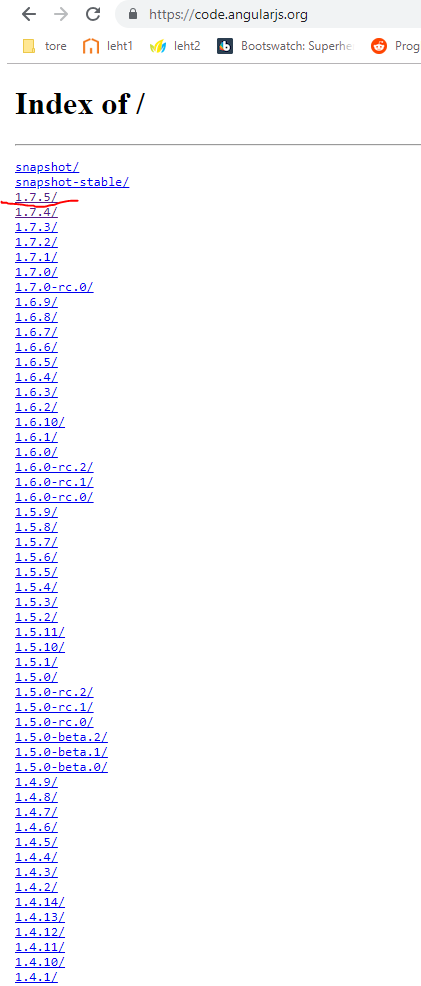 https://code.angularjs.org
tore leht1 leht2 Bootswatch: Superhe Prog
Index of /
snapshot/
snapshot-stable/
1.7.5/
1.7.4/
1.7.3/
1.7.2/
1.7.1/
1.7.0/
1.7.0-rc.0/
1.6.9/
1.6.8/
1.6.7/
1.6.6/
1.6.5/
1.6.4/
1.6.3/
1.6.2/
1.6.10/
1.6.1/
1.6.0/
1.6.0-rc.2/
1.6.0-rc.1/
1.6.0-rc.0/
1.5.9/
1.5.8/
1.5.7/
1.5.6/
1.5.5/
1.5.4/
1.5.3/
1.5.2/
1.5.11/
1.5.10/
1.5.1/
1.5.0/
1.5.0-rc.2/
1.5.0-rc.1/
1.5.0-rc.0/
1.5.0-beta.2/
1.5.0-beta.1/
1.5.0-beta.0/
1.4.9/
1.4.8/
1.4.7/
1.4.6/
1.4.5/
1.4.4/
1.4.3/
1.4.2/
1.4.14/
1.4.13/
1.4.12/
1.4.11/
1.4.10/
1.4.1/